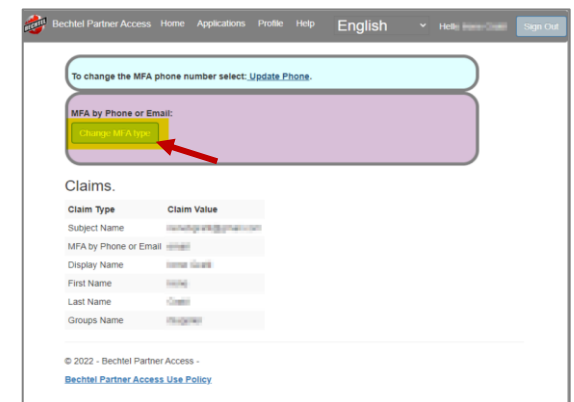 Bechtel Partner Access Home Applications Profile Help English Hello Sign Out
To change the MFA phone number select: Update Phone.
MFA by Phone or Email:
Change MFA type
Claims.
Claim Type Claim Value
Subject Name
MFA by Phone or Email email
Display Name
First Name
Last Name
Groups Name
© 2022 - Bechtel Partner Access -
Bechtel Partner Access Use Policy